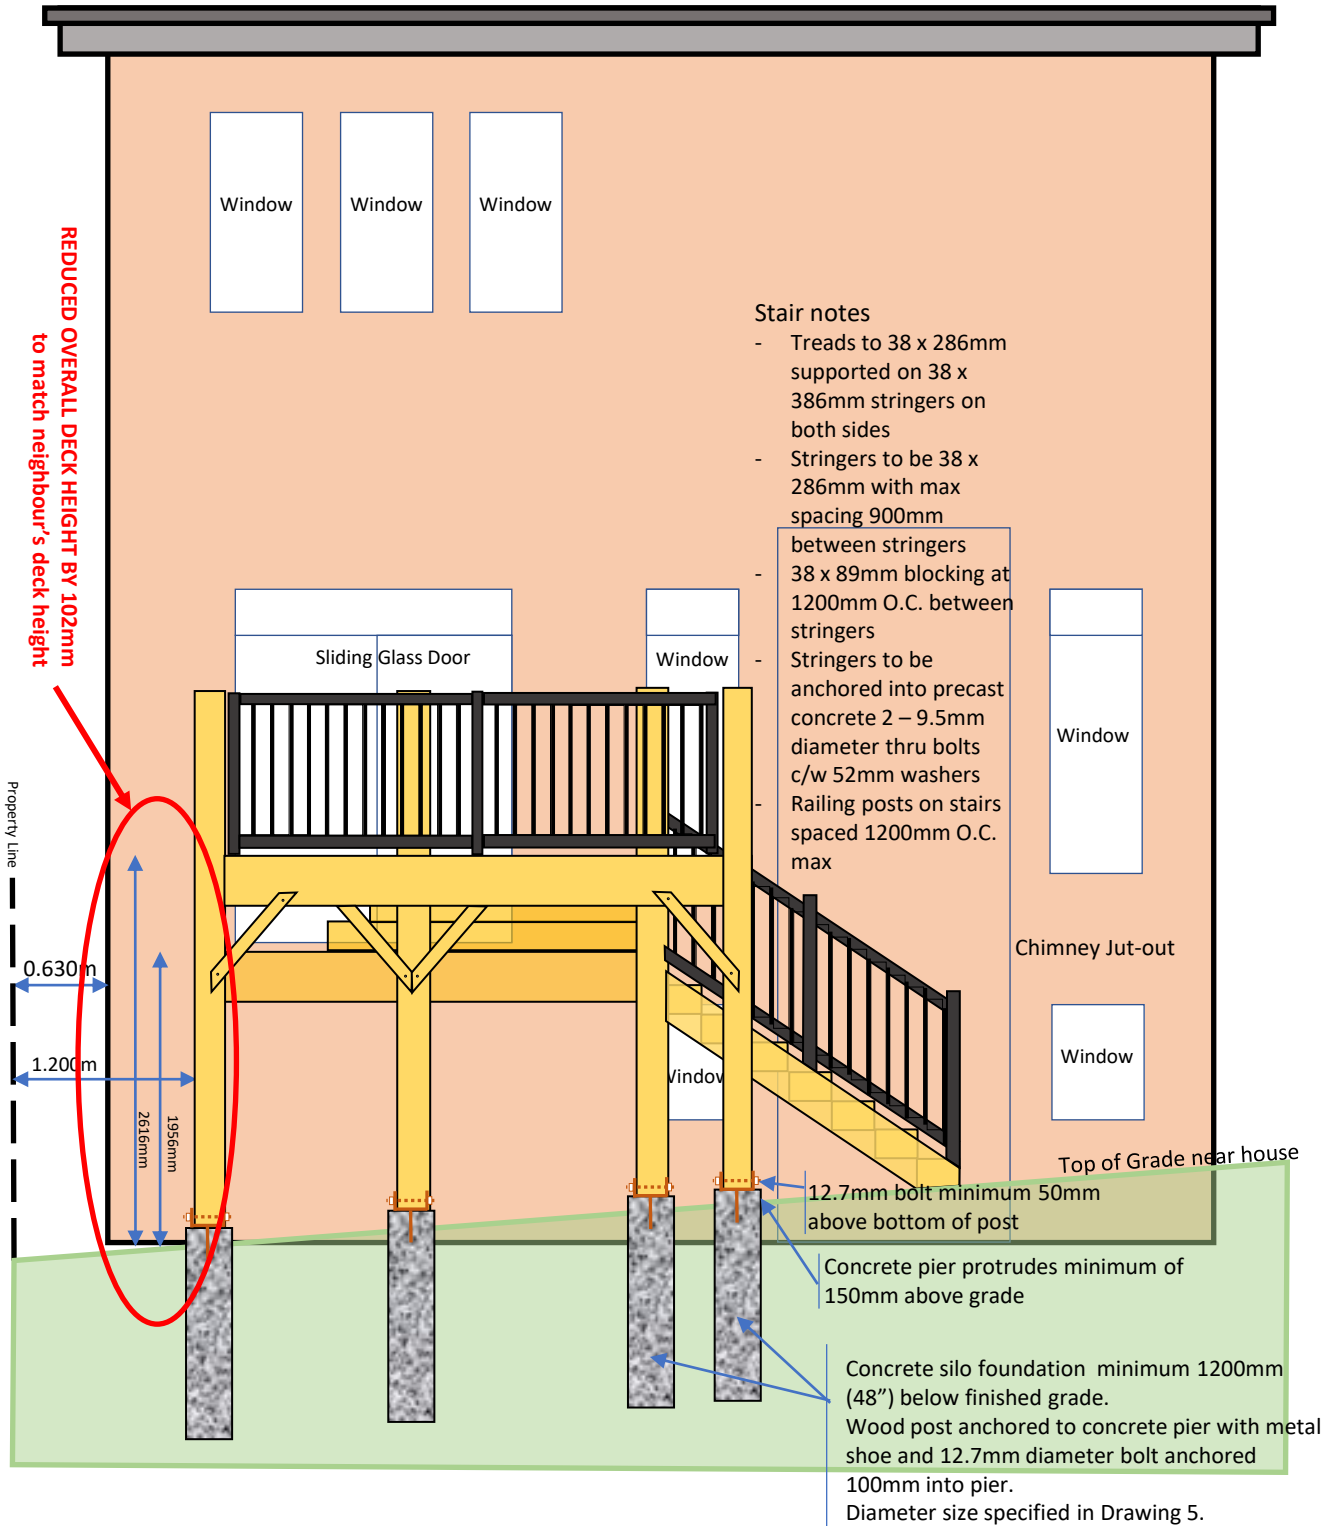 Window
Window
Window
REDUCED OVERALL DECK HEIGHT BY 102mm
to match neighbour's deck height
Stair notes
- Treads to 38 x 286mm
supported on 38 x
386mm stringers on
both sides
- Stringers to be 38 x
286mm with max
spacing 900mm
between stringers
- 38 x 89mm blocking at
1200mm O.C. between
stringers
- Stringers to be
anchored into precast
concrete 2 – 9.5mm
diameter thru bolts
c/w 52mm washers
- Railing posts on stairs
spaced 1200mm O.C.
max
Sliding Glass Door
Window
Window
Property Line
Chimney Jut-out
0.630m
1.200m
2616mm
1956mm
Window
Window
Top of Grade near house
12.7mm bolt minimum 50mm
above bottom of post
Concrete pier protrudes minimum of
150mm above grade
Concrete silo foundation minimum 1200mm
(48") below finished grade.
Wood post anchored to concrete pier with metal
shoe and 12.7mm diameter bolt anchored
100mm into pier.
Diameter size specified in Drawing 5.